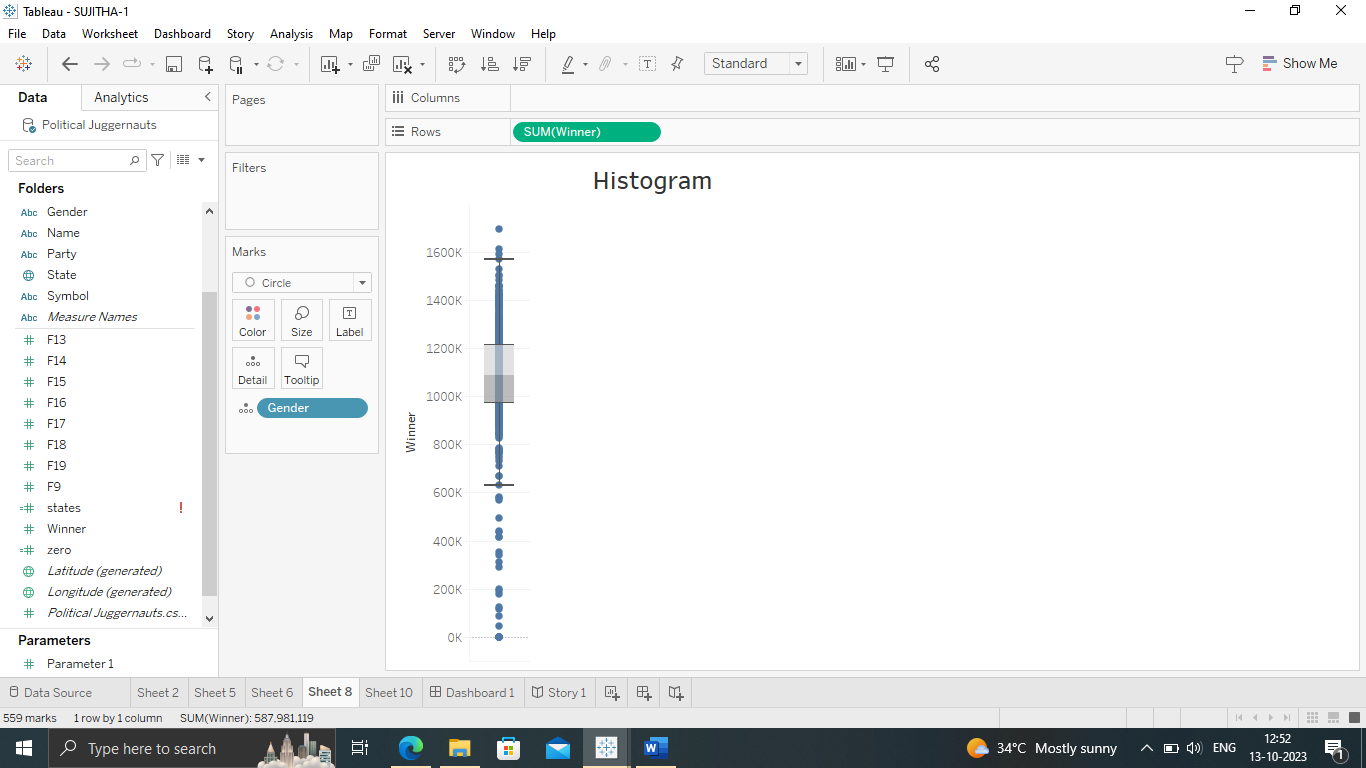 Tableau - SUJITHA-1
File Data Worksheet Dashboard Story Analysis Map Format Server Window Help
Standard
Show Me
Data Analytics
Political Juggernauts
Search
Folders
Abc Gender
Abc Name
Abc Party
State
Abc Symbol
Abc Measure Names
# F13
# F14
# F15
# F16
# F17
# F18
# F19
# F9
=# states !
# Winner
=# zero
Latitude (generated)
Longitude (generated)
# Political Juggernauts.cs...
Parameters
# Parameter 1
Pages
Filters
Marks
Circle
Color Size Label
Detail Tooltip
Gender
Columns
Rows SUM(Winner)
Histogram
1600K
1400K
1200K
1000K
800K
600K
400K
200K
0K
Winner
Data Source Sheet 2 Sheet 5 Sheet 6 Sheet 8 Sheet 10 Dashboard 1 Story 1
559 marks 1 row by 1 column SUM(Winner): 587,981,119
Type here to search
34°C Mostly sunny
ENG
12:52
13-10-2023
1